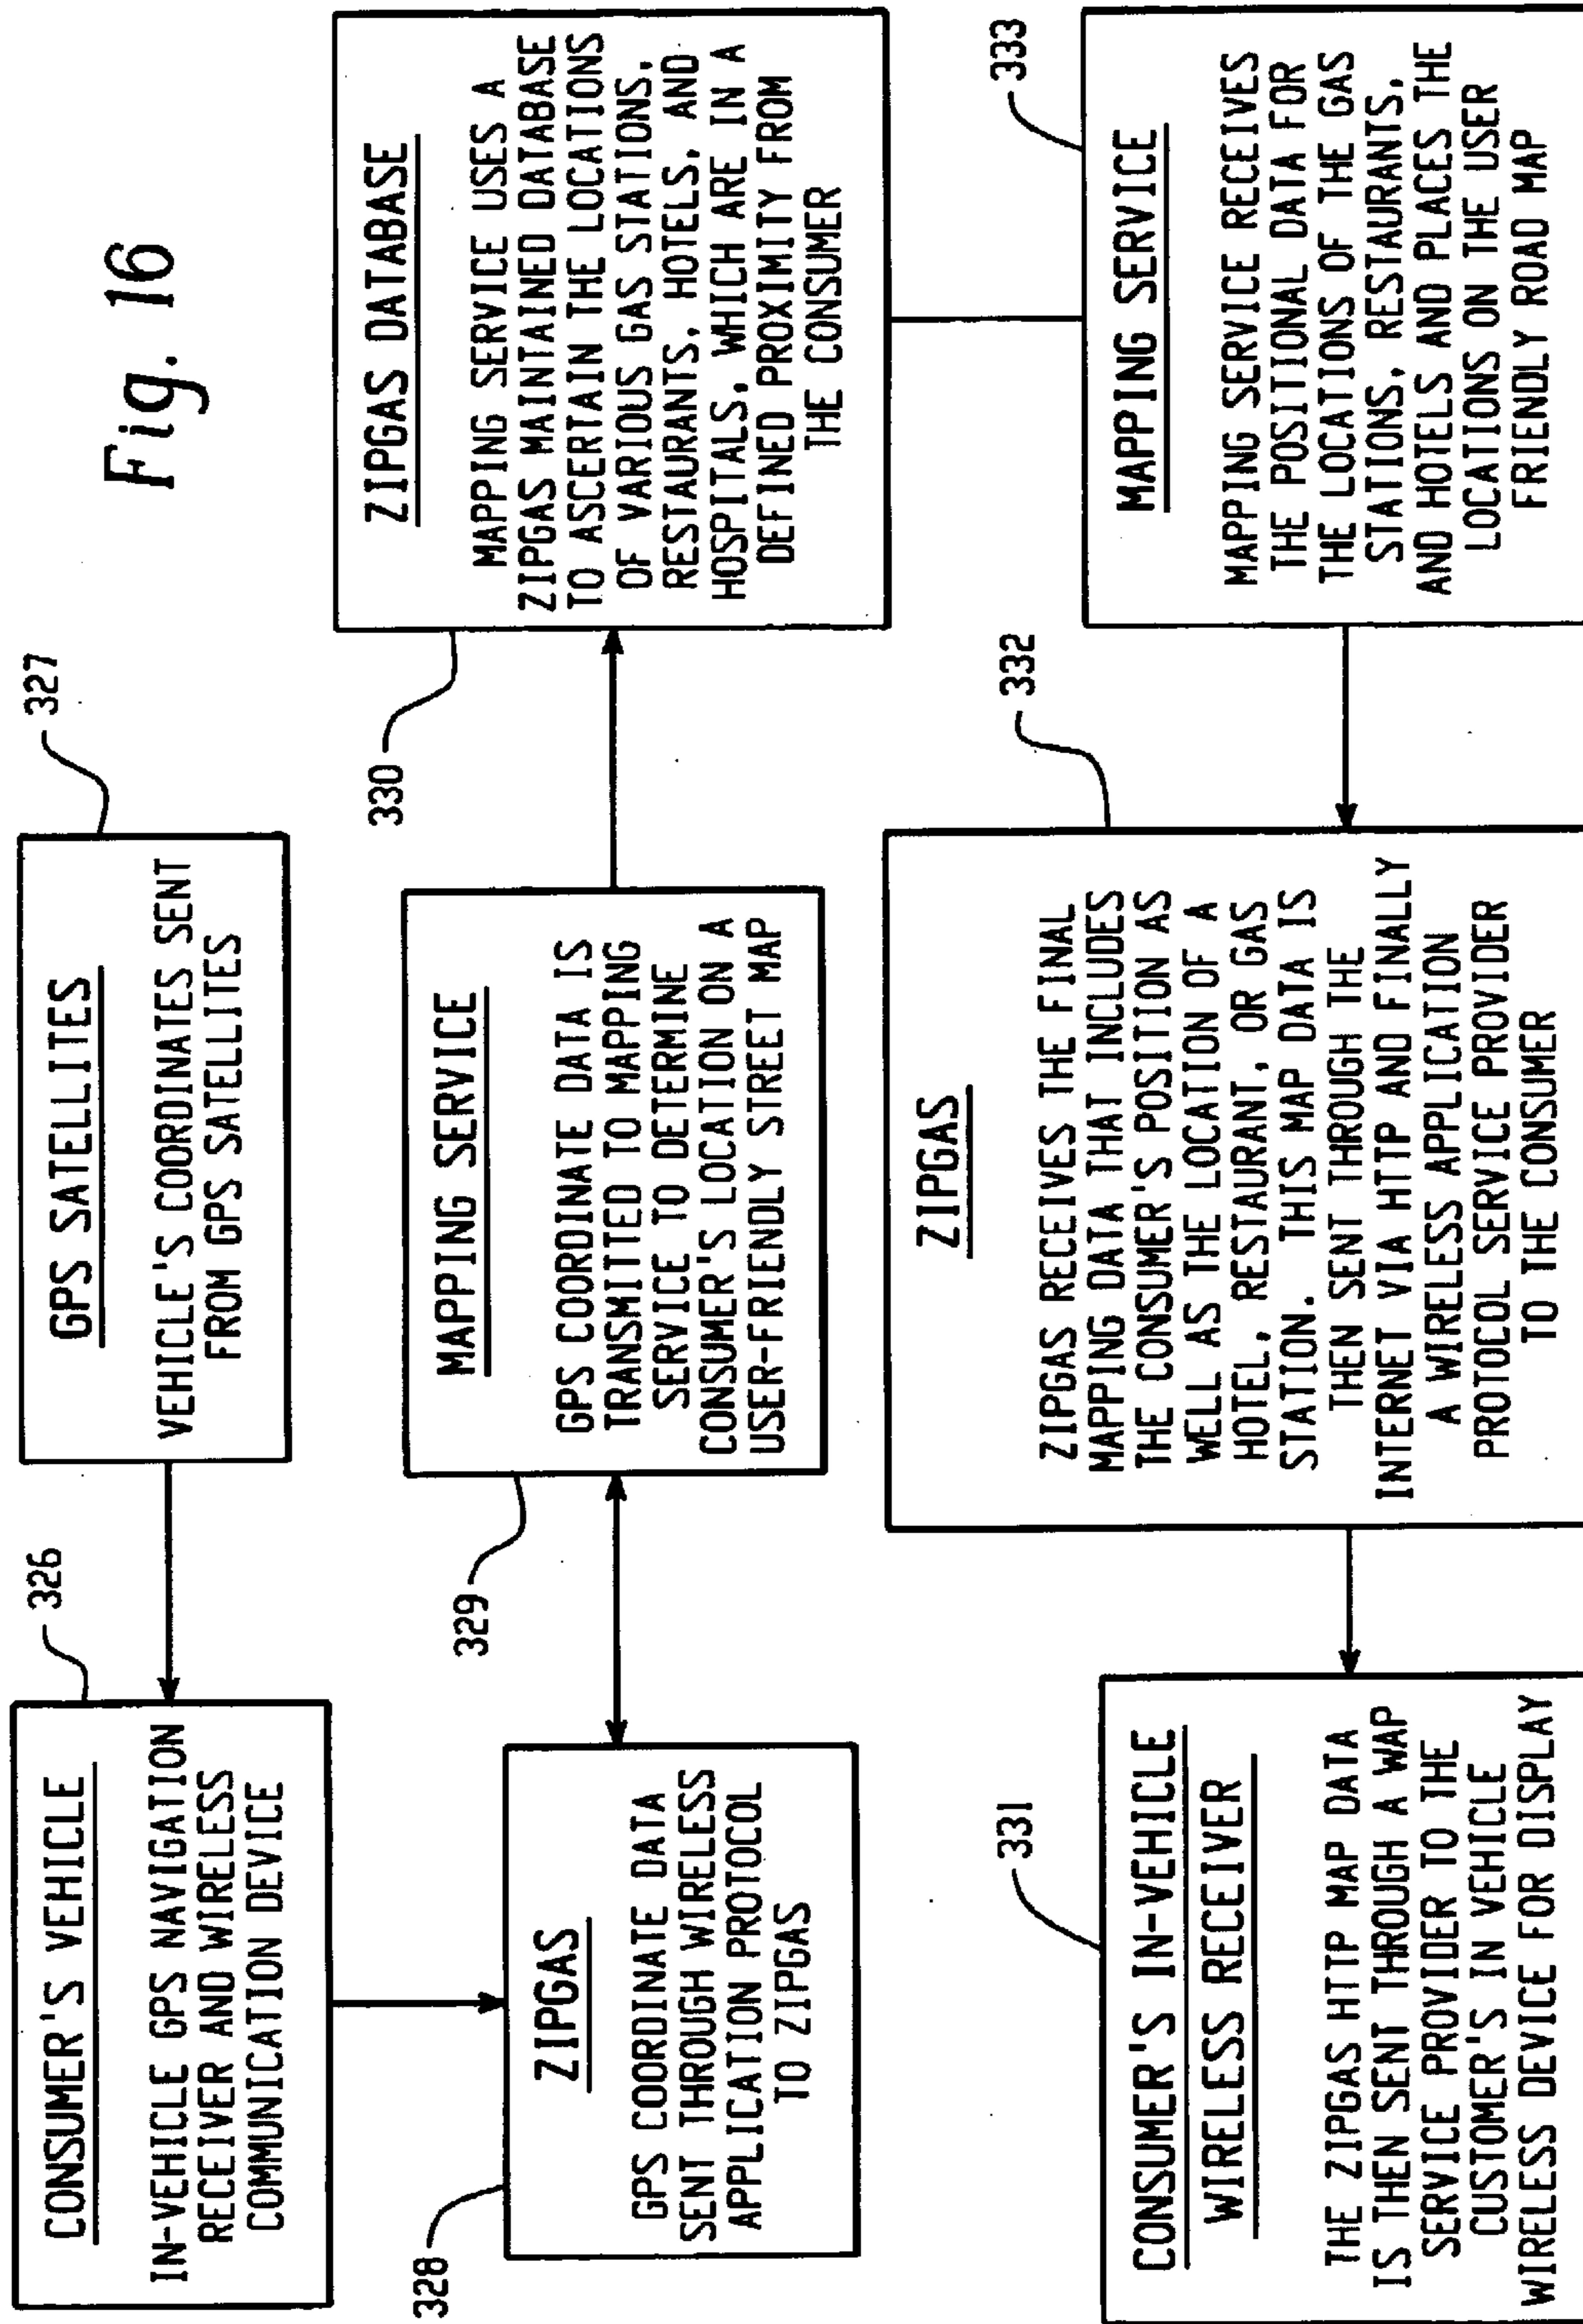 Fig. 16
326
CONSUMER'S VEHICLE
IN-VEHICLE GPS NAVIGATION
RECEIVER AND WIRELESS
COMMUNICATION DEVICE
327
GPS SATELLITES
VEHICLE'S COORDINATES SENT
FROM GPS SATELLITES
328
ZIPGAS
GPS COORDINATE DATA
SENT THROUGH WIRELESS
APPLICATION PROTOCOL
TO ZIPGAS
329
MAPPING SERVICE
GPS COORDINATE DATA IS
TRANSMITTED TO MAPPING
SERVICE TO DETERMINE
CONSUMER'S LOCATION ON A
USER-FRIENDLY STREET MAP
330
ZIPGAS DATABASE
MAPPING SERVICE USES A
ZIPGAS MAINTAINED DATABASE
TO ASCERTAIN THE LOCATIONS
OF VARIOUS GAS STATIONS,
RESTAURANTS, HOTELS, AND
HOSPITALS, WHICH ARE IN A
DEFINED PROXIMITY FROM
THE CONSUMER
331
CONSUMER'S IN-VEHICLE
WIRELESS RECEIVER
THE ZIPGAS HTTP MAP DATA
IS THEN SENT THROUGH A WAP
SERVICE PROVIDER TO THE
CUSTOMER'S IN VEHICLE
WIRELESS DEVICE FOR DISPLAY
332
ZIPGAS
ZIPGAS RECEIVES THE FINAL
MAPPING DATA THAT INCLUDES
THE CONSUMER'S POSITION AS
WELL AS THE LOCATION OF A
HOTEL, RESTAURANT, OR GAS
STATION. THIS MAP DATA IS
THEN SENT THROUGH THE
INTERNET VIA HTTP AND FINALLY
A WIRELESS APPLICATION
PROTOCOL SERVICE PROVIDER
TO THE CONSUMER
333
MAPPING SERVICE
MAPPING SERVICE RECEIVES
THE POSITIONAL DATA FOR
THE LOCATIONS OF THE GAS
STATIONS, RESTAURANTS,
AND HOTELS AND PLACES THE
LOCATIONS ON THE USER
FRIENDLY ROAD MAP